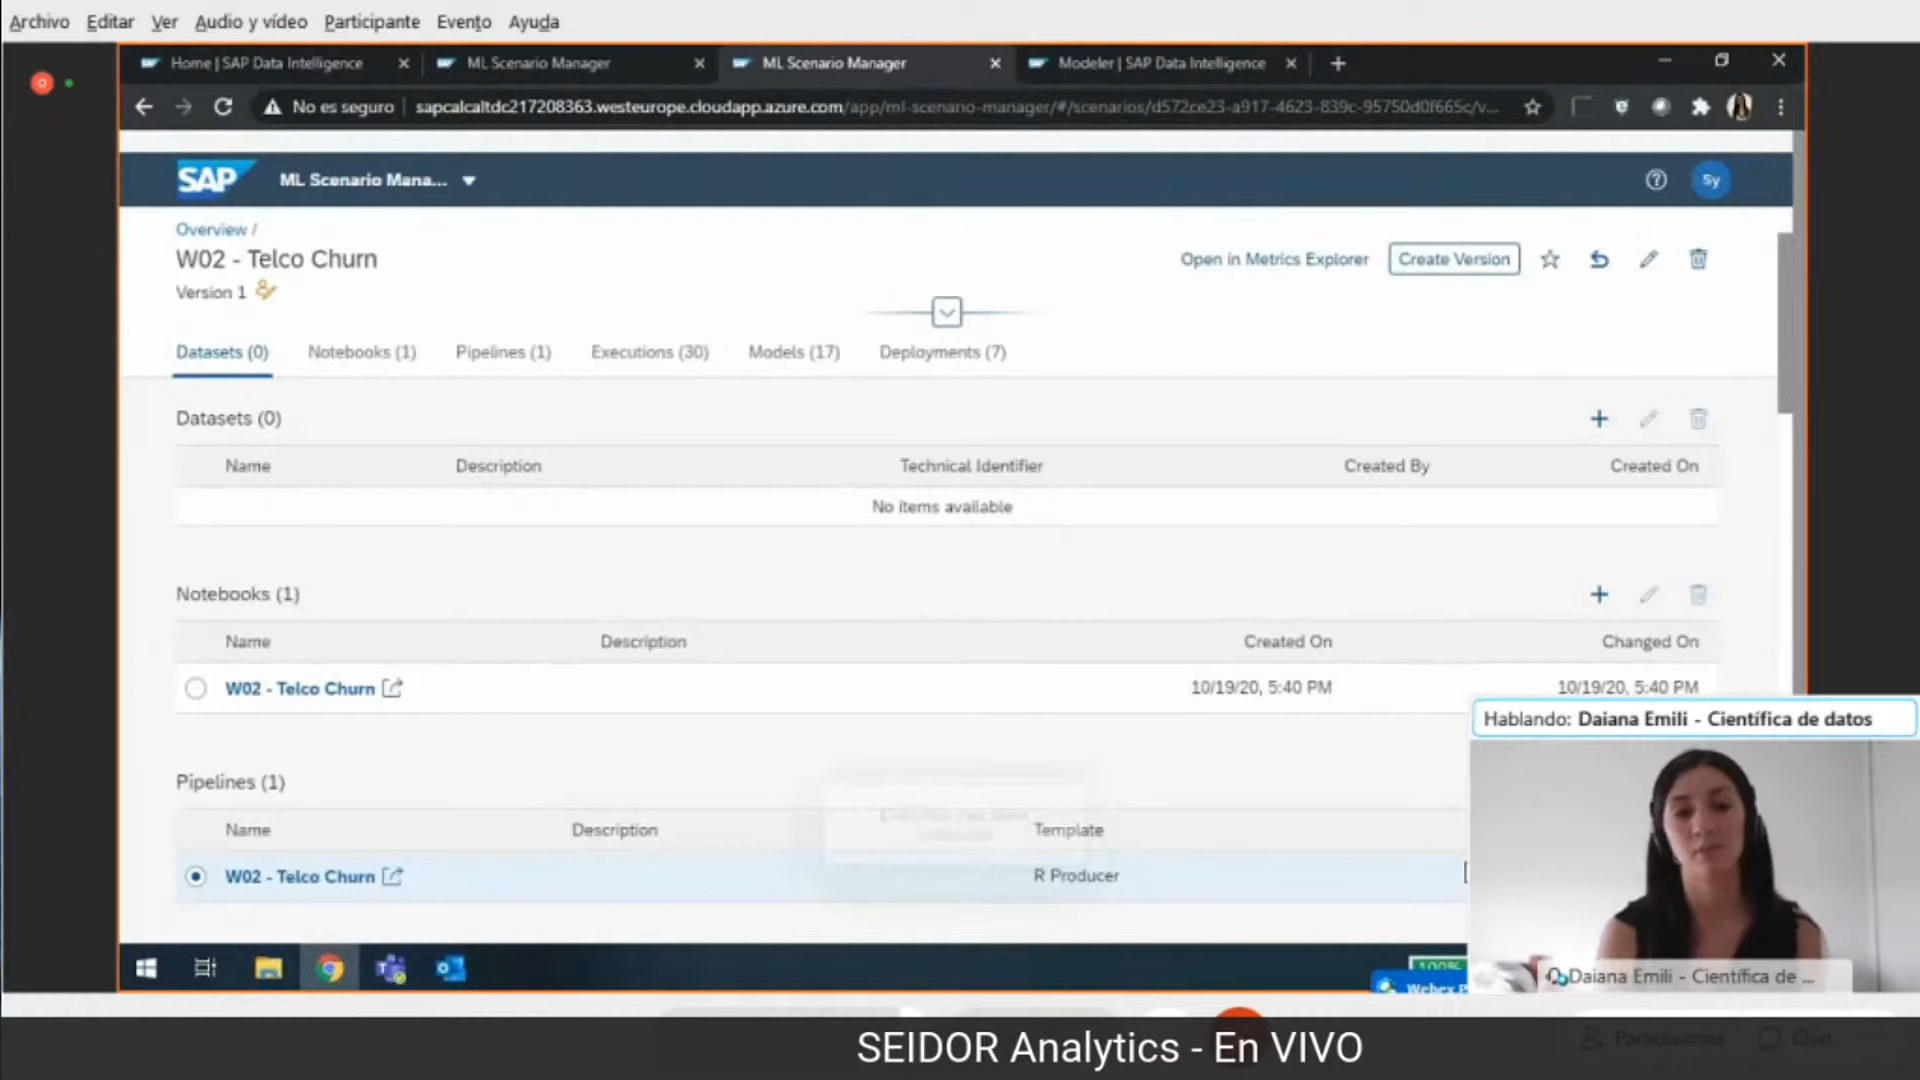 Archivo Editar Ver Audio y vídeo Participante Evento Ayuda
Home | SAP Data Intelligence ML Scenario Manager ML Scenario Manager Modeler | SAP Data Intelligence
No es seguro sapcalcaltdc217208363.westeurope.cloudapp.azure.com/app/ml-scenario-manager/#/scenarios/d572ce23-a917-4623-839c-95750d0f665c/v...
SAP ML Scenario Mana... Sy
Overview /
W02 - Telco Churn
Open in Metrics Explorer Create Version
Version 1
Datasets (0) Notebooks (1) Pipelines (1) Executions (30) Models (17) Deployments (7)
Datasets (0)
Name Description Technical Identifier Created By Created On
No items available
Notebooks (1)
Name Description Created On Changed On
W02 - Telco Churn 10/19/20, 5:40 PM 10/19/20, 5:40 PM
Hablando: Daiana Emili - Científica de datos
Pipelines (1)
Name Description Template
W02 - Telco Churn R Producer
100%
Webex
Daiana Emili - Científica de ...
SEIDOR Analytics - En VIVO
Participantes Chat